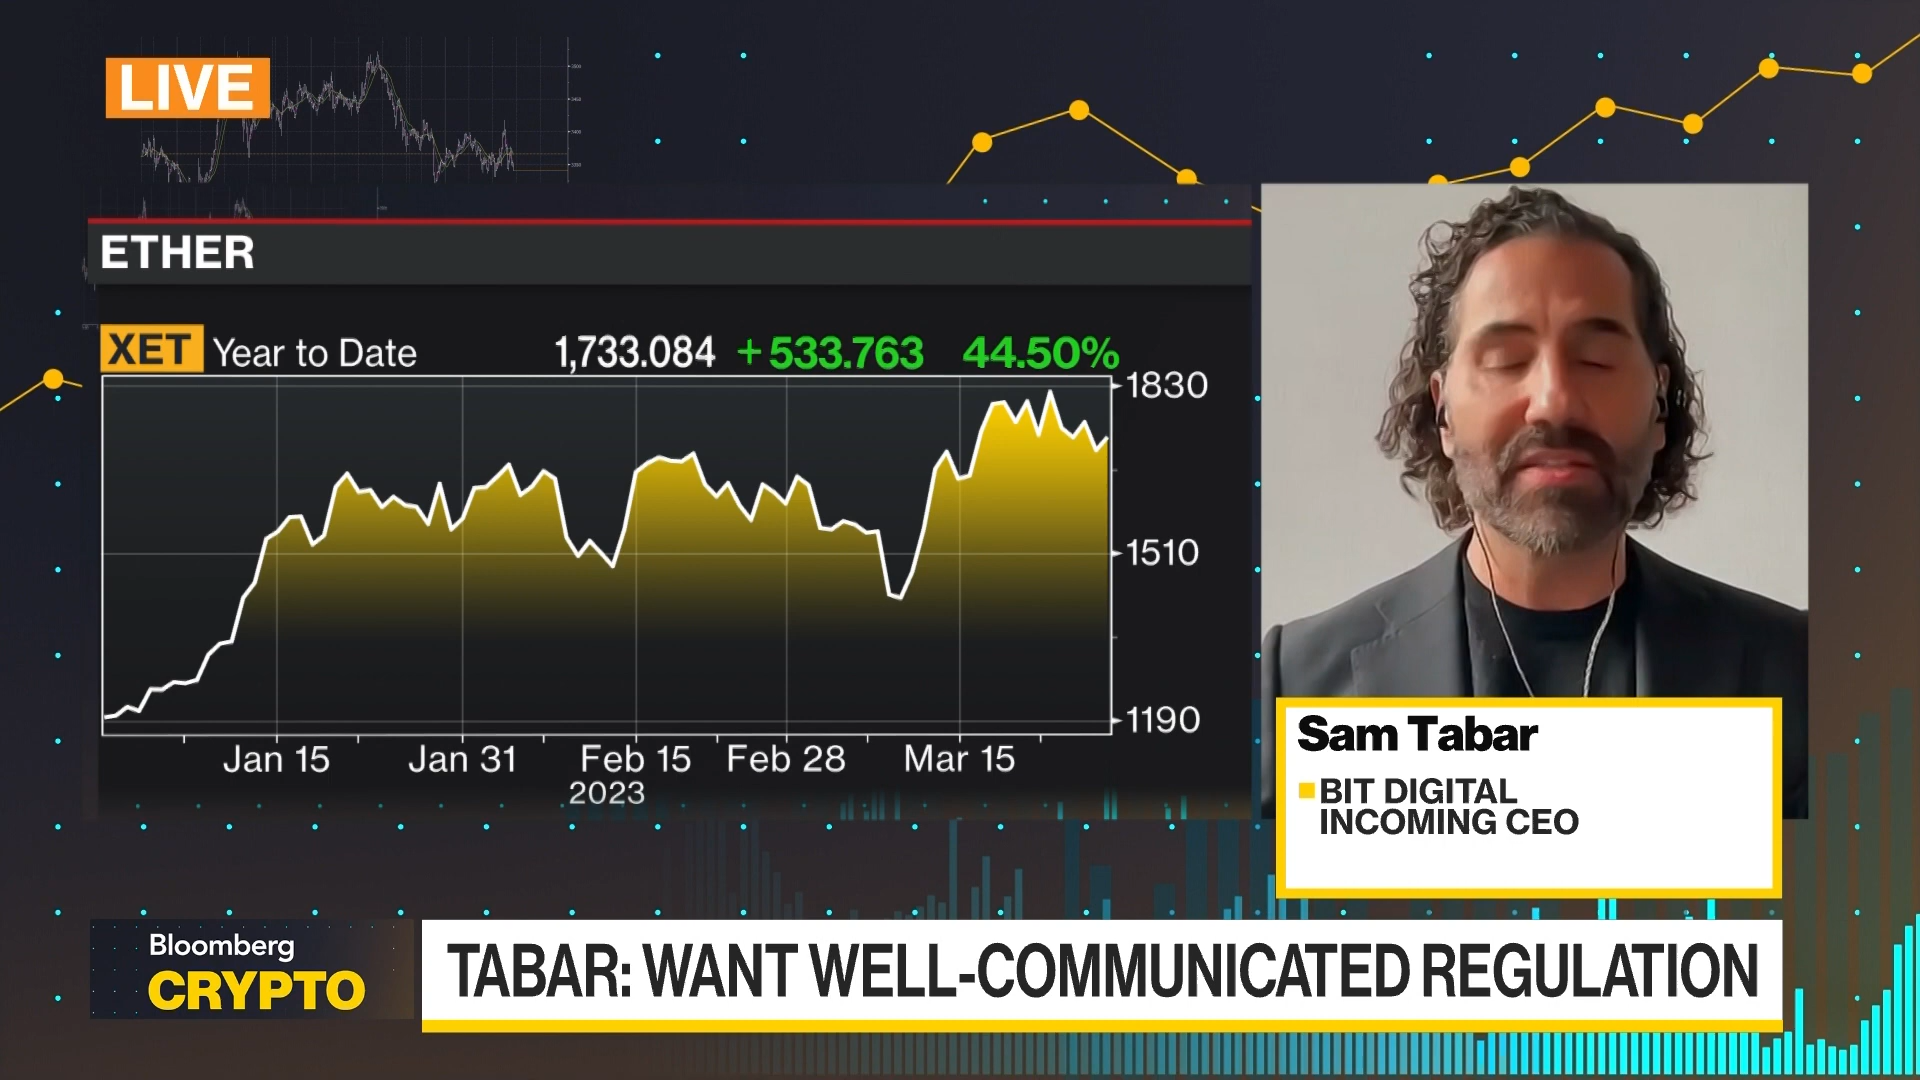 LIVE
ETHER
XET Year to Date 1,733.084 +533.763 44.50%
1830
1510
1190
Jan 15 Jan 31 Feb 15 Feb 28 Mar 15
2023
Sam Tabar
BIT DIGITAL
INCOMING CEO
Bloomberg
CRYPTO
TABAR: WANT WELL-COMMUNICATED REGULATION